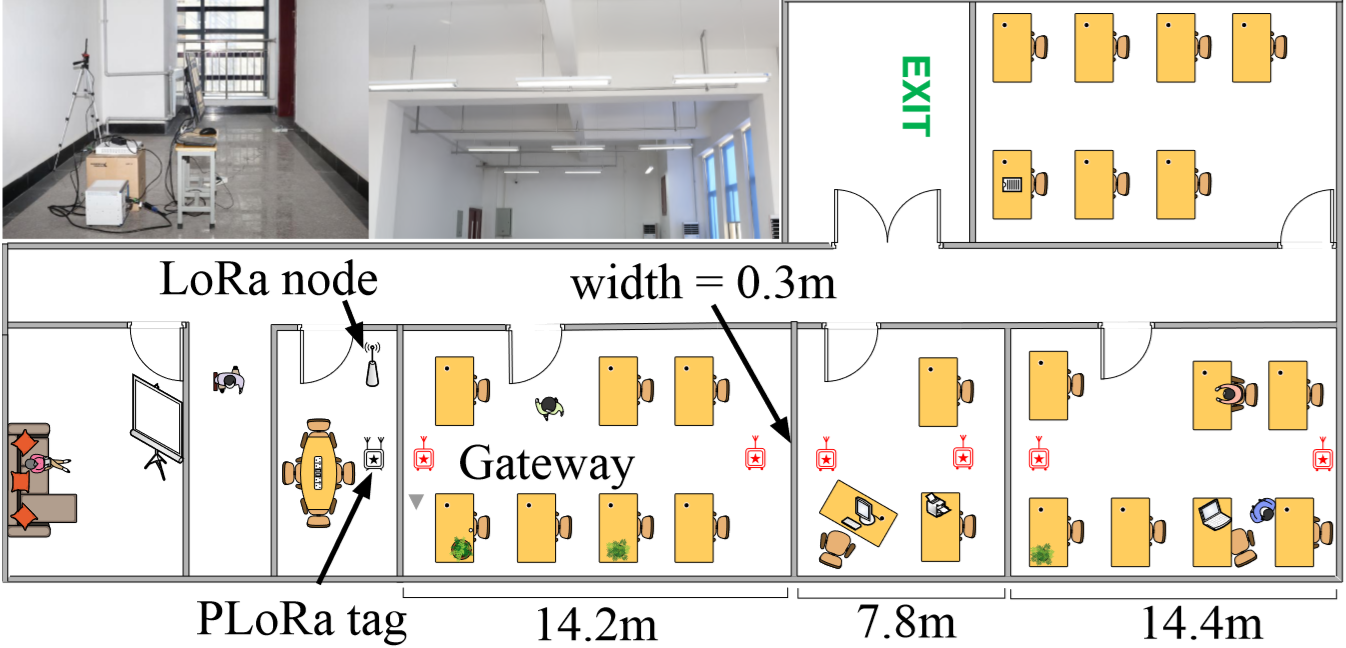 EXIT
LoRa node
width = 0.3m
Gateway
PLoRa tag
14.2m
7.8m
14.4m